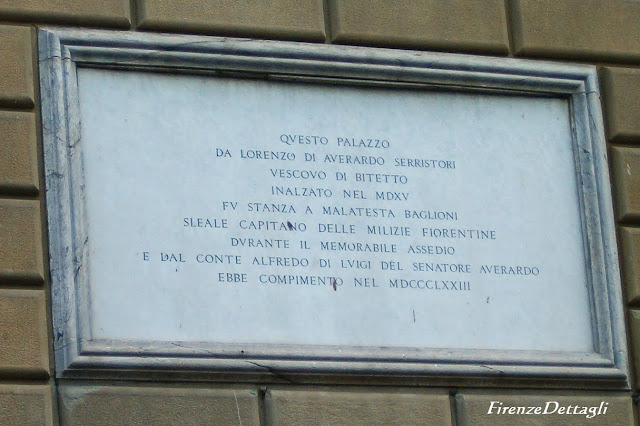 QVESTO PALAZZO
DA LORENZO DI AVERARDO SERRISTORI
VESCOVO DI BITETTO
INALZATO NEL MDXV
FV STANZA A MALATESTA BAGLIONI
SLEALE CAPITANO DELLE MILIZIE FIORENTINE
DVRANTE IL MEMORABILE ASSEDIO
E DAL CONTE ALFREDO DI LVIGI DEL SENATORE AVERARDO
EBBE COMPIMENTO NEL MDCCCLXXIII
FirenzeDettagli